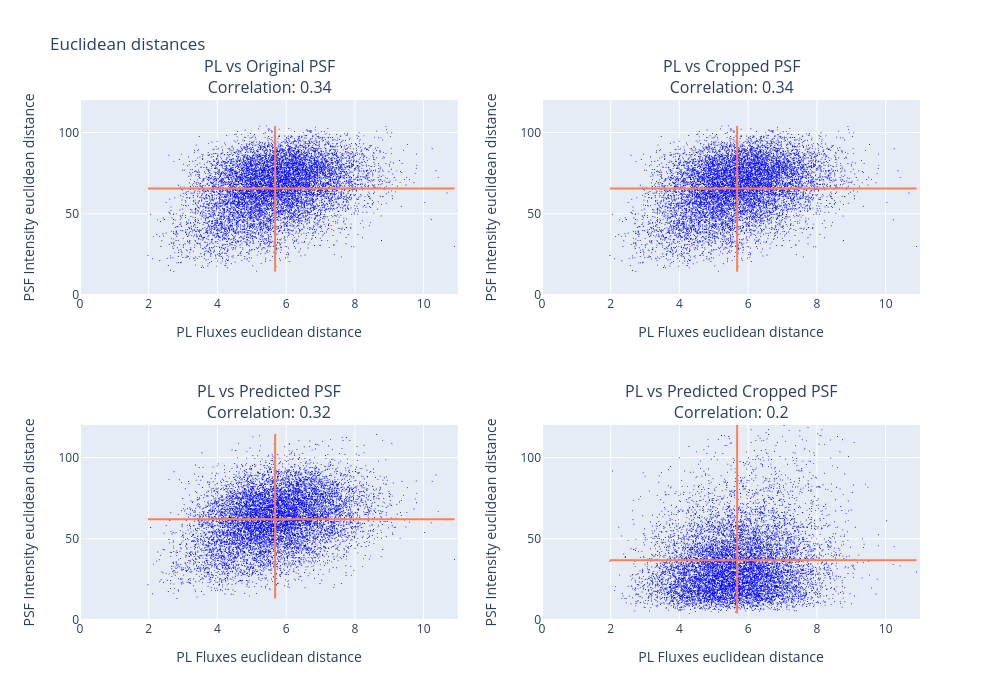 Euclidean distances
PL vs Original PSF
Correlation: 0.34
PSF Intensity euclidean distance
100
50
0
0 2 4 6 8 10
PL Fluxes euclidean distance
PL vs Cropped PSF
Correlation: 0.34
PSF Intensity euclidean distance
100
50
0
0 2 4 6 8 10
PL Fluxes euclidean distance
PL vs Predicted PSF
Correlation: 0.32
PSF Intensity euclidean distance
100
50
0
0 2 4 6 8 10
PL Fluxes euclidean distance
PL vs Predicted Cropped PSF
Correlation: 0.2
PSF Intensity euclidean distance
100
50
0
0 2 4 6 8 10
PL Fluxes euclidean distance